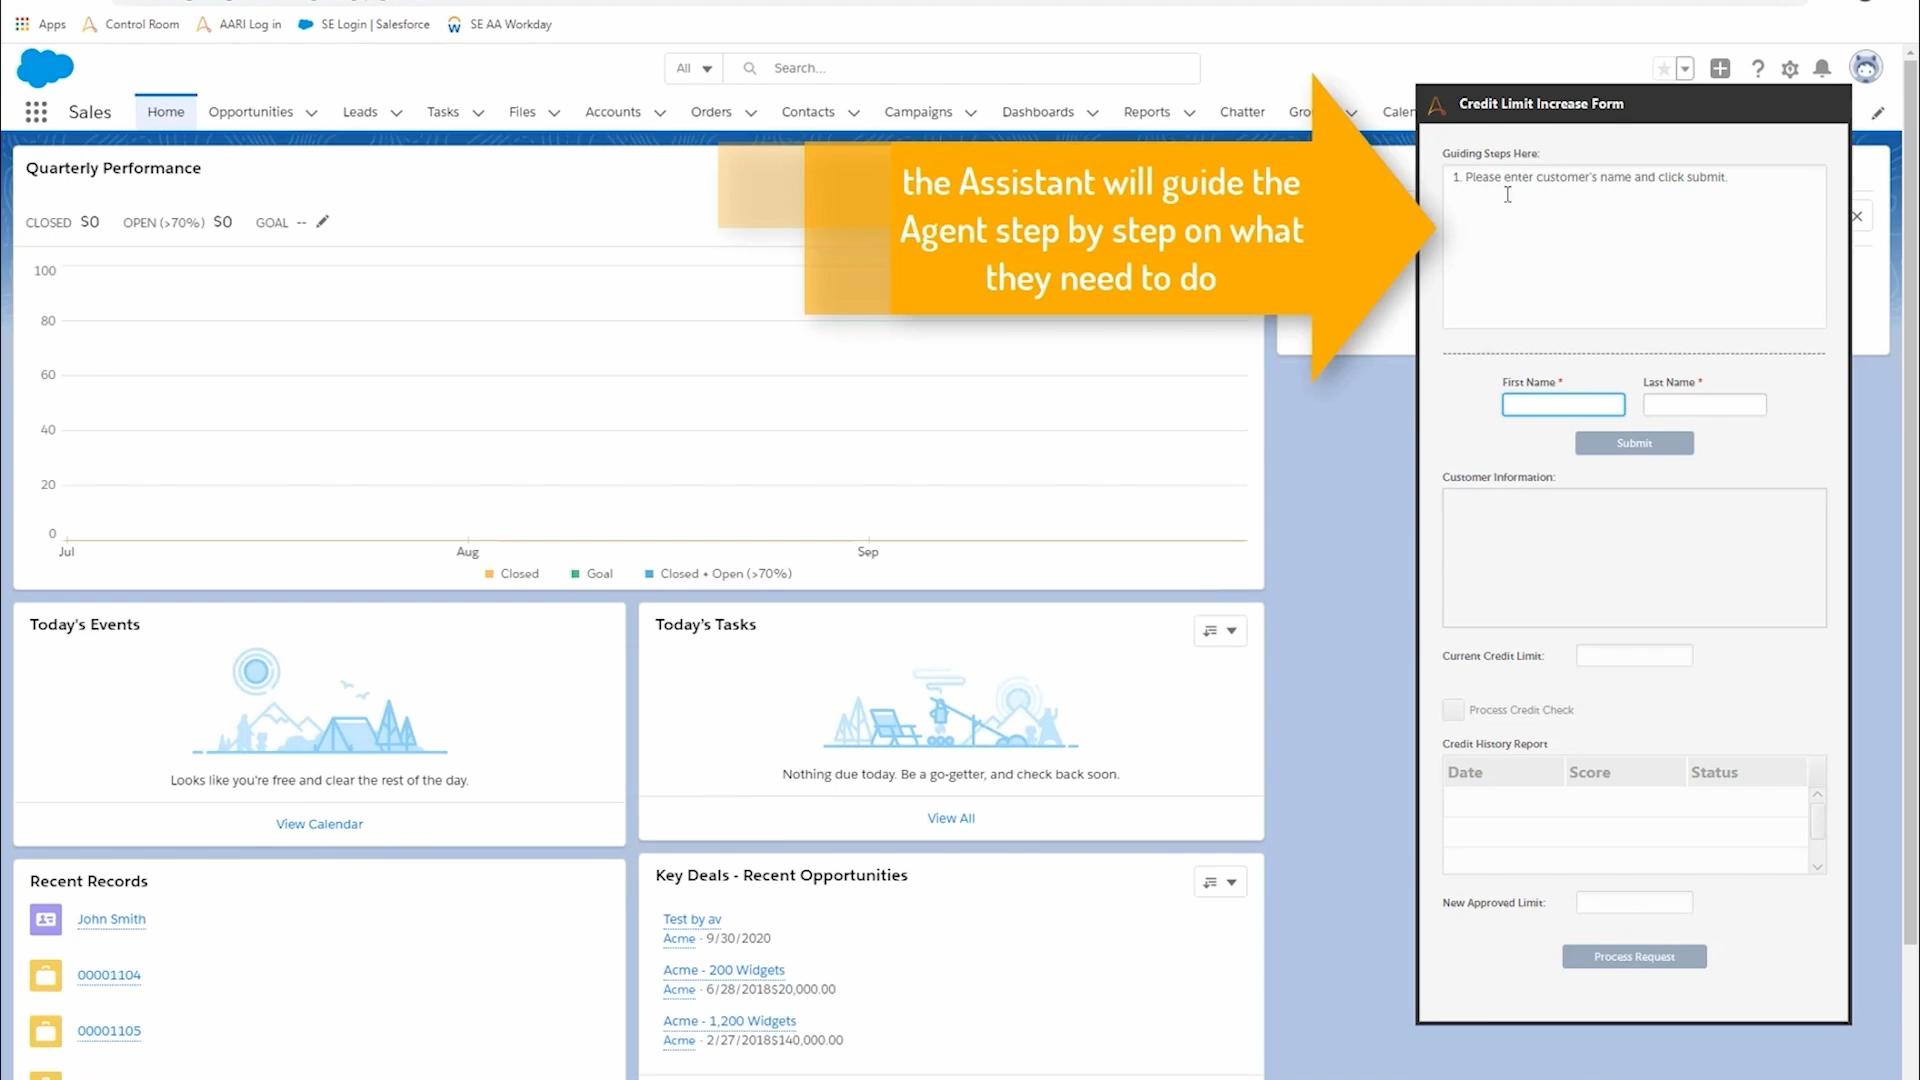 Apps
Control Room
AARI Log in
SE Login | Salesforce
SE AA Workday
All
Search...
Sales
Home
Opportunities
Leads
Tasks
Files
Accounts
Orders
Contacts
Campaigns
Dashboards
Reports
Chatter
Gro
Caler
Quarterly Performance
CLOSED $0 OPEN (>70%) $0 GOAL --
100
80
60
40
20
0
Jul
Aug
Sep
Closed
Goal
Closed + Open (>70%)
the Assistant will guide the
Agent step by step on what
they need to do
Today's Events
Looks like you're free and clear the rest of the day.
View Calendar
Today's Tasks
Nothing due today. Be a go-getter, and check back soon.
View All
Recent Records
John Smith
00001104
00001105
Key Deals - Recent Opportunities
Test by av
Acme · 9/30/2020
Acme - 200 Widgets
Acme · 6/28/2018$20,000.00
Acme - 1,200 Widgets
Acme · 2/27/2018$140,000.00
Credit Limit Increase Form
Guiding Steps Here:
1. Please enter customer's name and click submit.
First Name *
Last Name *
Submit
Customer Information:
Current Credit Limit:
Process Credit Check
Credit History Report
Date
Score
Status
New Approved Limit:
Process Request